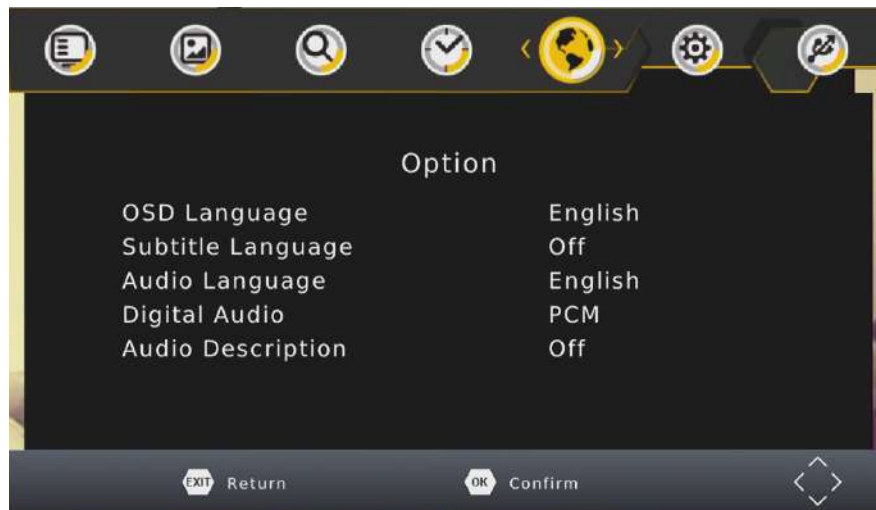 Option
OSD Language English
Subtitle Language Off
Audio Language English
Digital Audio PCM
Audio Description Off
EXIT Return OK Confirm